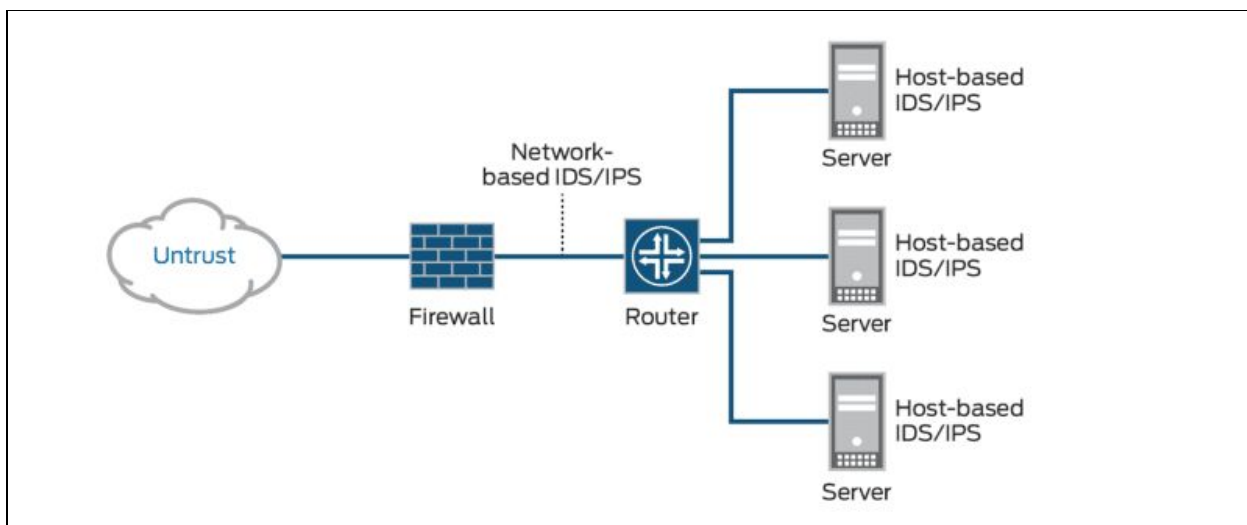 Host-based
IDS/IPS
Server
Network-
based IDS/IPS
Untrust
Firewall
Router
Host-based
IDS/IPS
Server
Host-based
IDS/IPS
Server